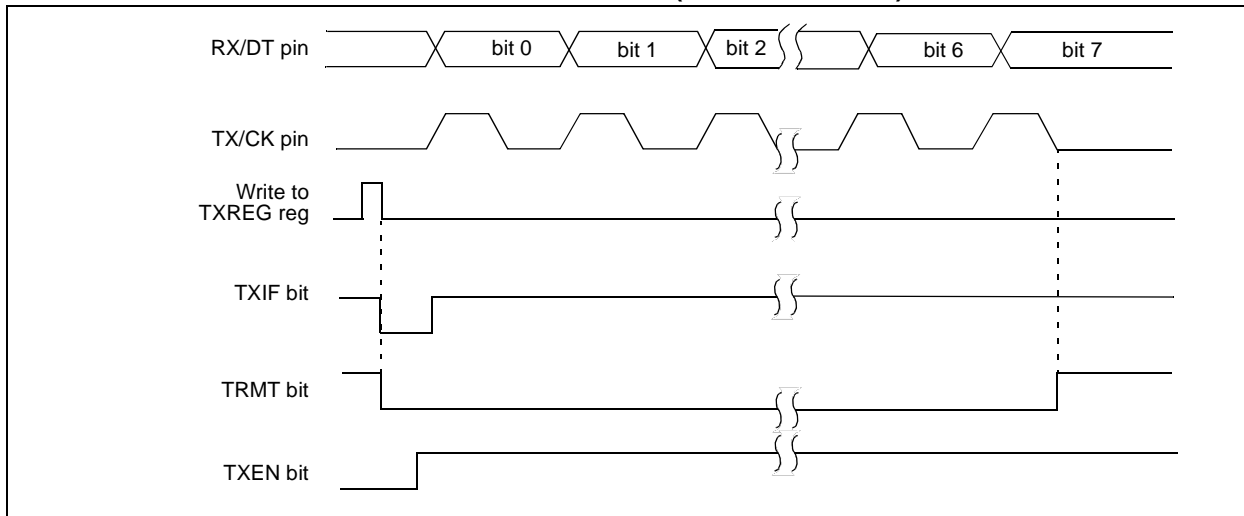 RX/DT pin
bit 0
bit 1
bit 2
bit 6
bit 7
TX/CK pin
Write to
TXREG reg
TXIF bit
TRMT bit
TXEN bit